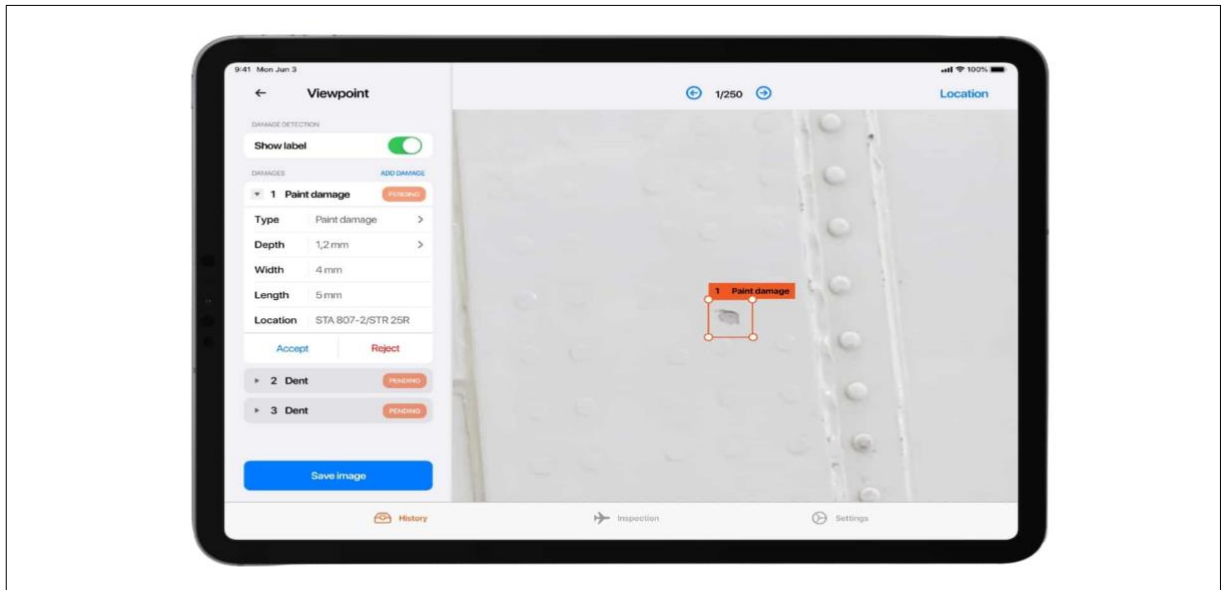 9:41 Mon Jun 3
100%
Viewpoint
1/250
Location
DAMAGE DETECTION
Show label
DAMAGES ADD DAMAGE
1 Paint damage PENDING
Type Paint damage
Depth 1,2 mm
Width 4 mm
Length 5 mm
Location STA 807-2/STR 25R
Accept Reject
2 Dent PENDING
3 Dent PENDING
Save image
1 Paint damage
History Inspection Settings